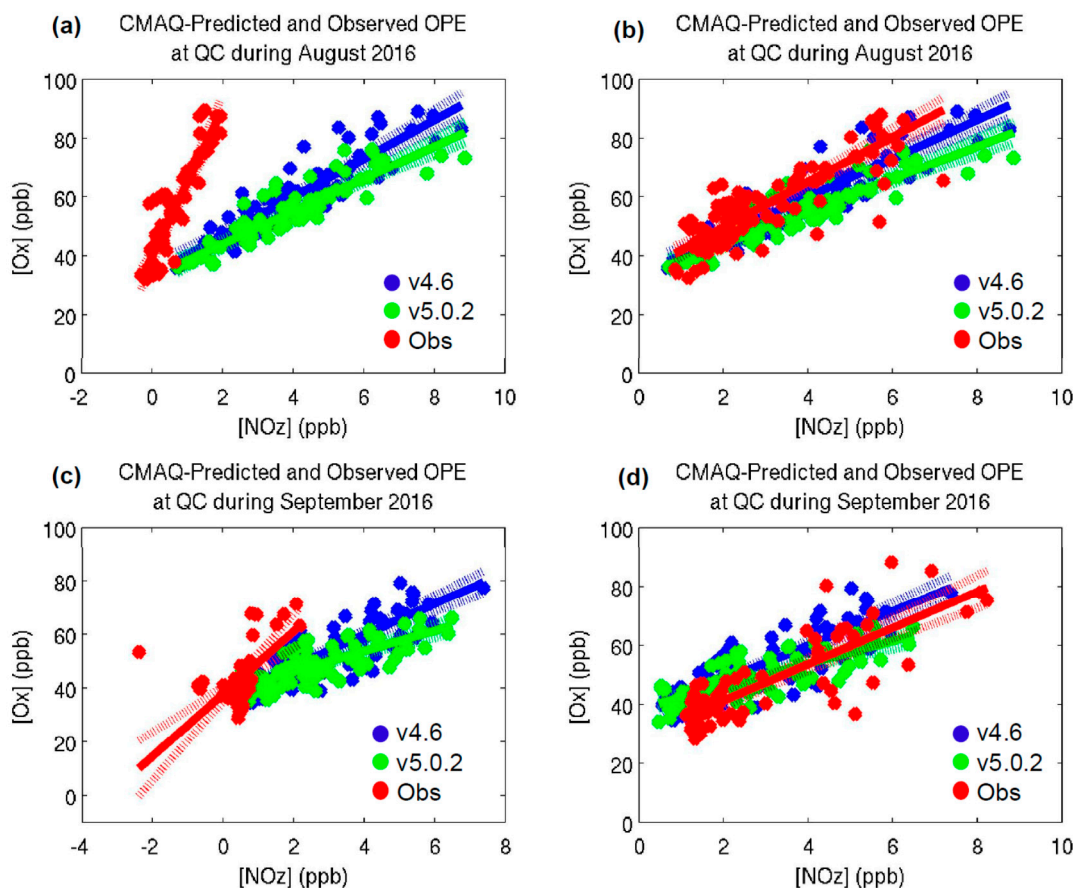 (a) CMAQ-Predicted and Observed OPE
at QC during August 2016
100
80
60
40
20
0
[Ox] (ppb)
-2 0 2 4 6 8 10
[NOz] (ppb)
v4.6
v5.0.2
Obs
(b) CMAQ-Predicted and Observed OPE
at QC during August 2016
100
80
60
40
20
0
[Ox] (ppb)
0 2 4 6 8 10
[NOz] (ppb)
v4.6
v5.0.2
Obs
(c) CMAQ-Predicted and Observed OPE
at QC during September 2016
100
80
60
40
20
0
[Ox] (ppb)
-4 -2 0 2 4 6 8
[NOz] (ppb)
v4.6
v5.0.2
Obs
(d) CMAQ-Predicted and Observed OPE
at QC during September 2016
100
80
60
40
20
0
[Ox] (ppb)
0 2 4 6 8 10
[NOz] (ppb)
v4.6
v5.0.2
Obs